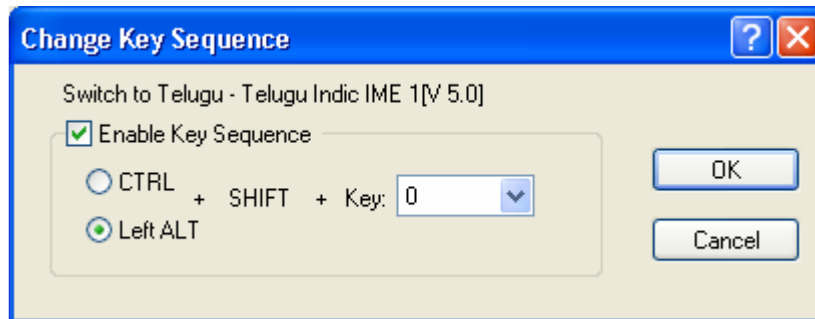 Change Key Sequence
Switch to Telugu - Telugu Indic IME 1[V 5.0]
Enable Key Sequence
CTRL
+ SHIFT + Key: 0
Left ALT
OK
Cancel